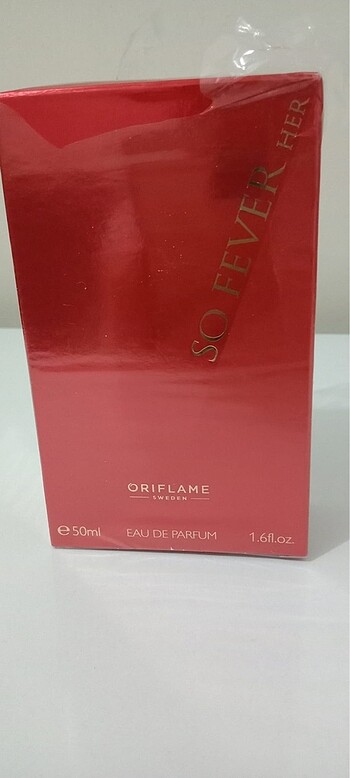 SO FEVER HER
ORIFLAME
SWEDEN
℮50ml EAU DE PARFUM 1.6fl.oz.